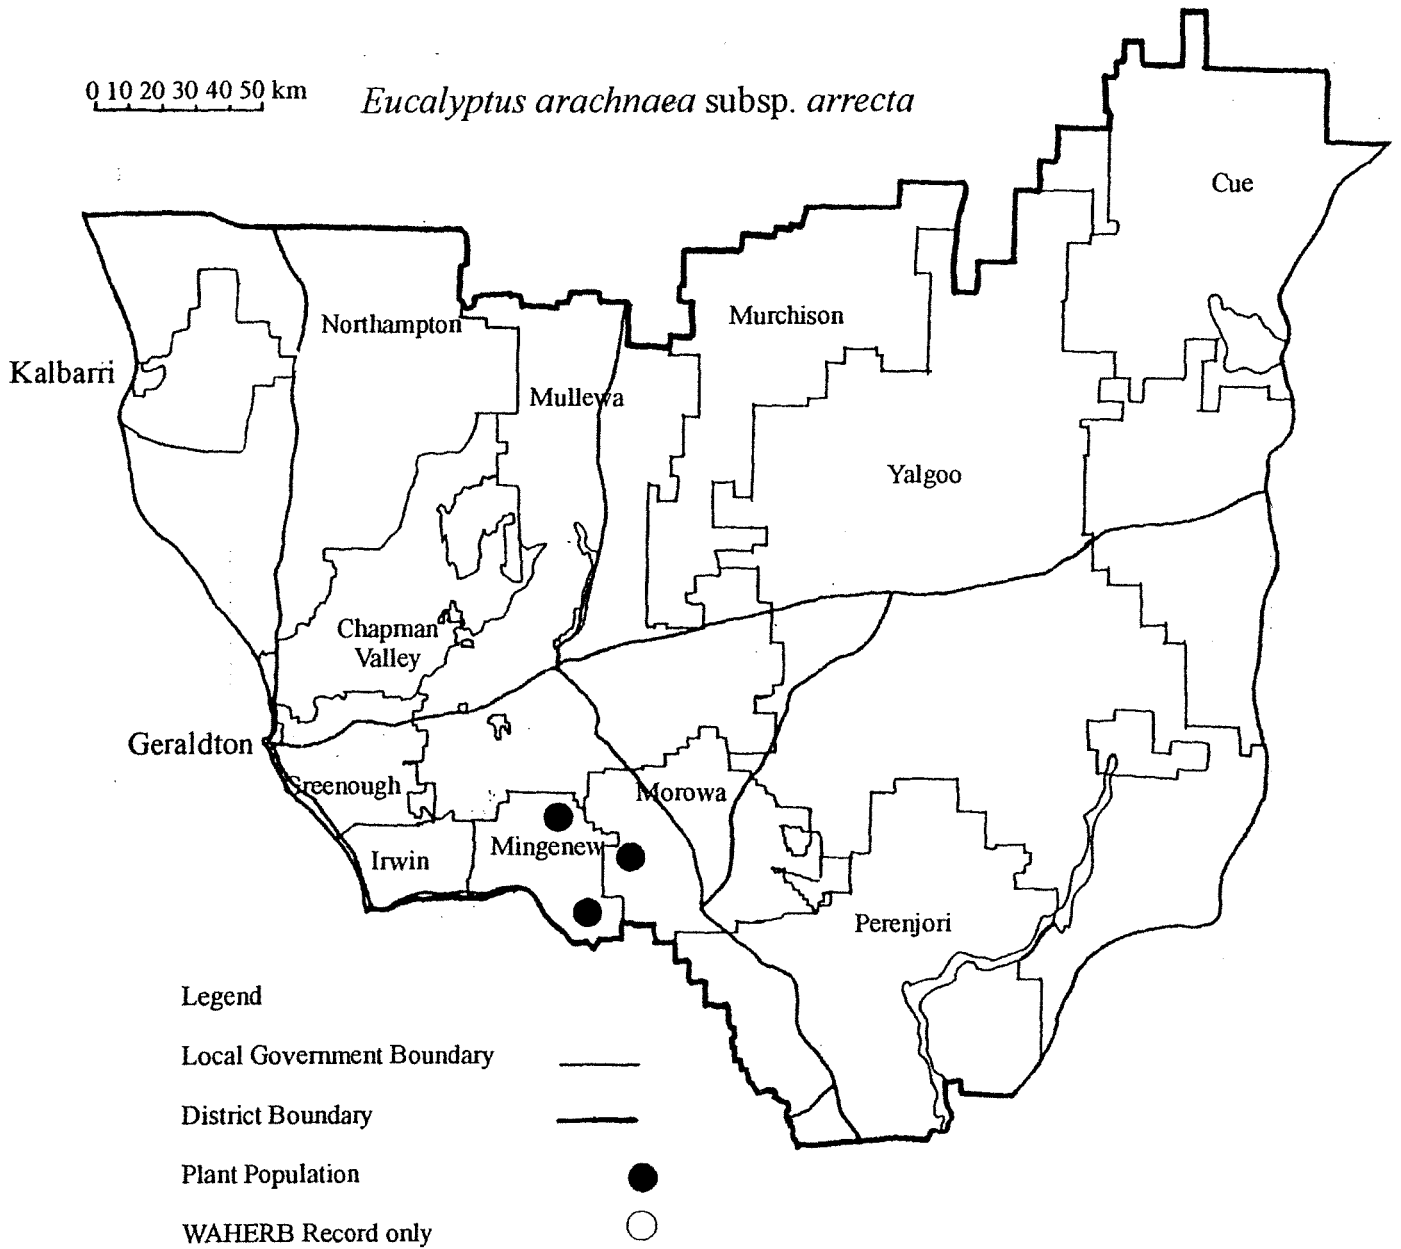 0 10 20 30 40 50 km
Eucalyptus arachnaea subsp. arrecta
Cue
Murchison
Northampton
Kalbarri
Mullewa
Yalgoo
Chapman
Valley
Geraldton
Greenough
Morowa
Mingenew
Irwin
Perenjori
Legend
Local Government Boundary
District Boundary
Plant Population
WAHERB Record only